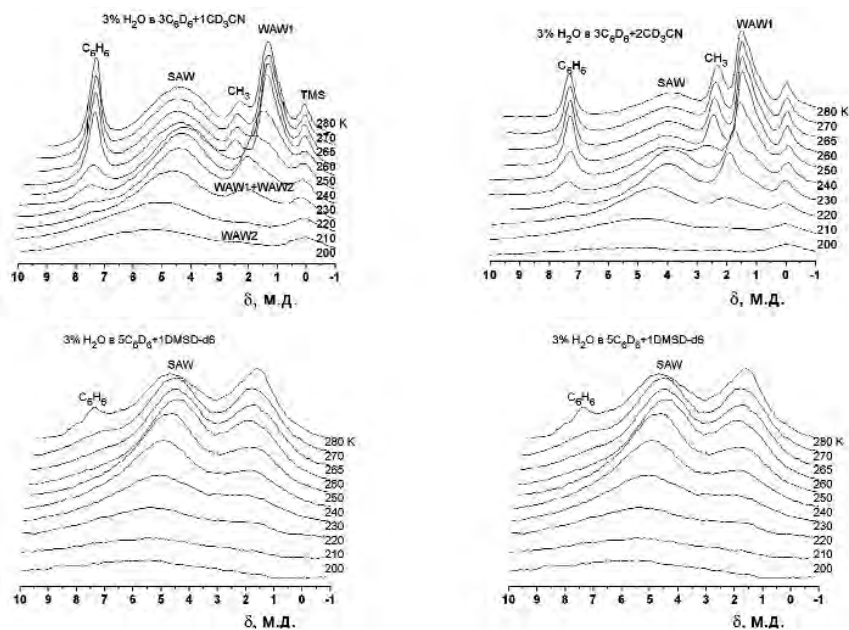 3% H₂O в 3C₆D₆+1CD₃CN
C₆H₆
SAW
CH₃
WAW1
TMS
280 K
270
265
260
250
240
230
220
210
200
WAW1+WAW2
WAW2
10 9 8 7 6 5 4 3 2 1 0 -1
δ, М.Д.
3% H₂O в 3C₆D₆+2CD₃CN
C₆H₆
SAW
CH₃
WAW1
280 K
270
265
260
250
240
230
220
210
200
10 9 8 7 6 5 4 3 2 1 0 -1
δ, М.Д.
3% H₂O в 5C₆D₆+1DMSD-d6
C₆H₆
SAW
280 K
270
265
260
250
240
230
220
210
200
10 9 8 7 6 5 4 3 2 1 0 -1
δ, М.Д.
3% H₂O в 5C₆D₆+1DMSD-d6
C₆H₆
SAW
280 K
270
265
260
250
240
230
220
210
200
10 9 8 7 6 5 4 3 2 1 0 -1
δ, М.Д.